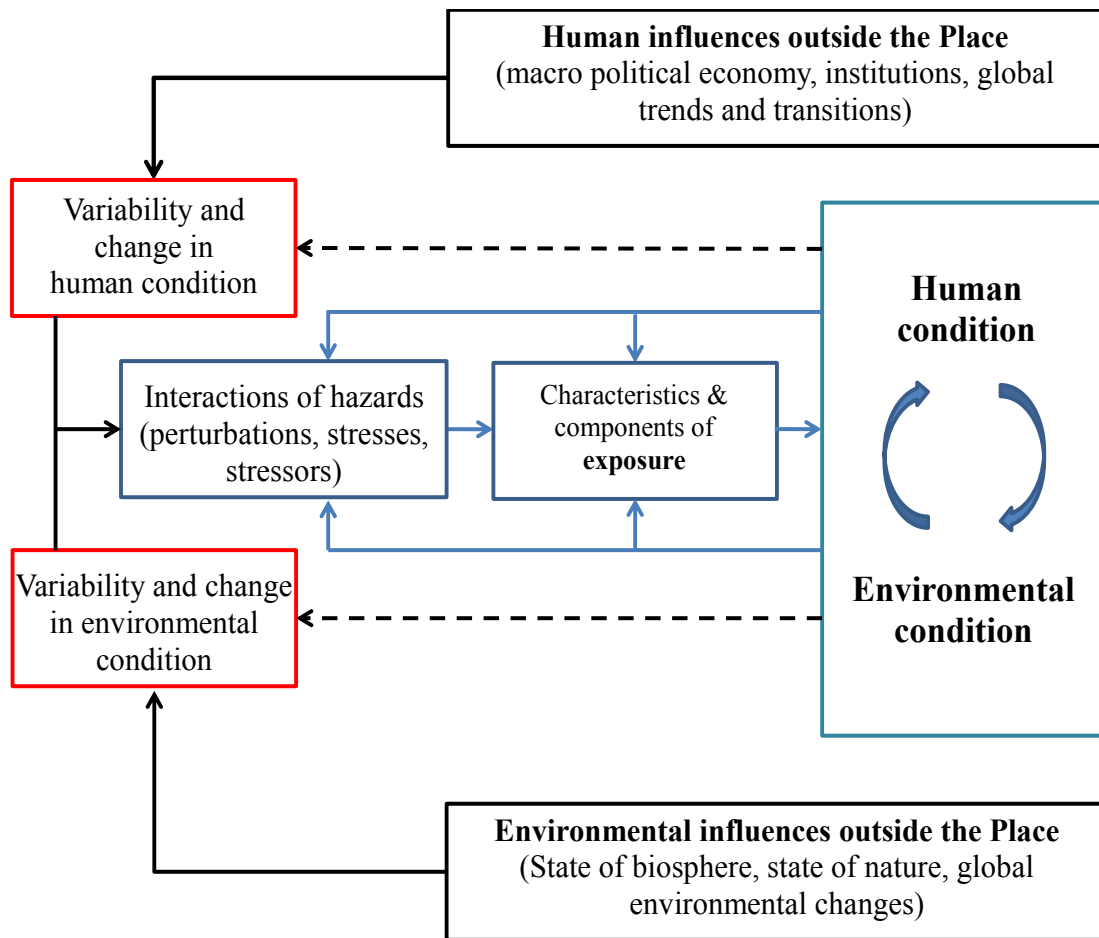 Human influences outside the Place
(macro political economy, institutions, global
trends and transitions)
Variability and
change in
human condition
Human
condition
Interactions of hazards
(perturbations, stresses,
stressors)
Characteristics &
components of
exposure
Variability and change
in environmental
condition
Environmental
condition
Environmental influences outside the Place
(State of biosphere, state of nature, global
environmental changes)